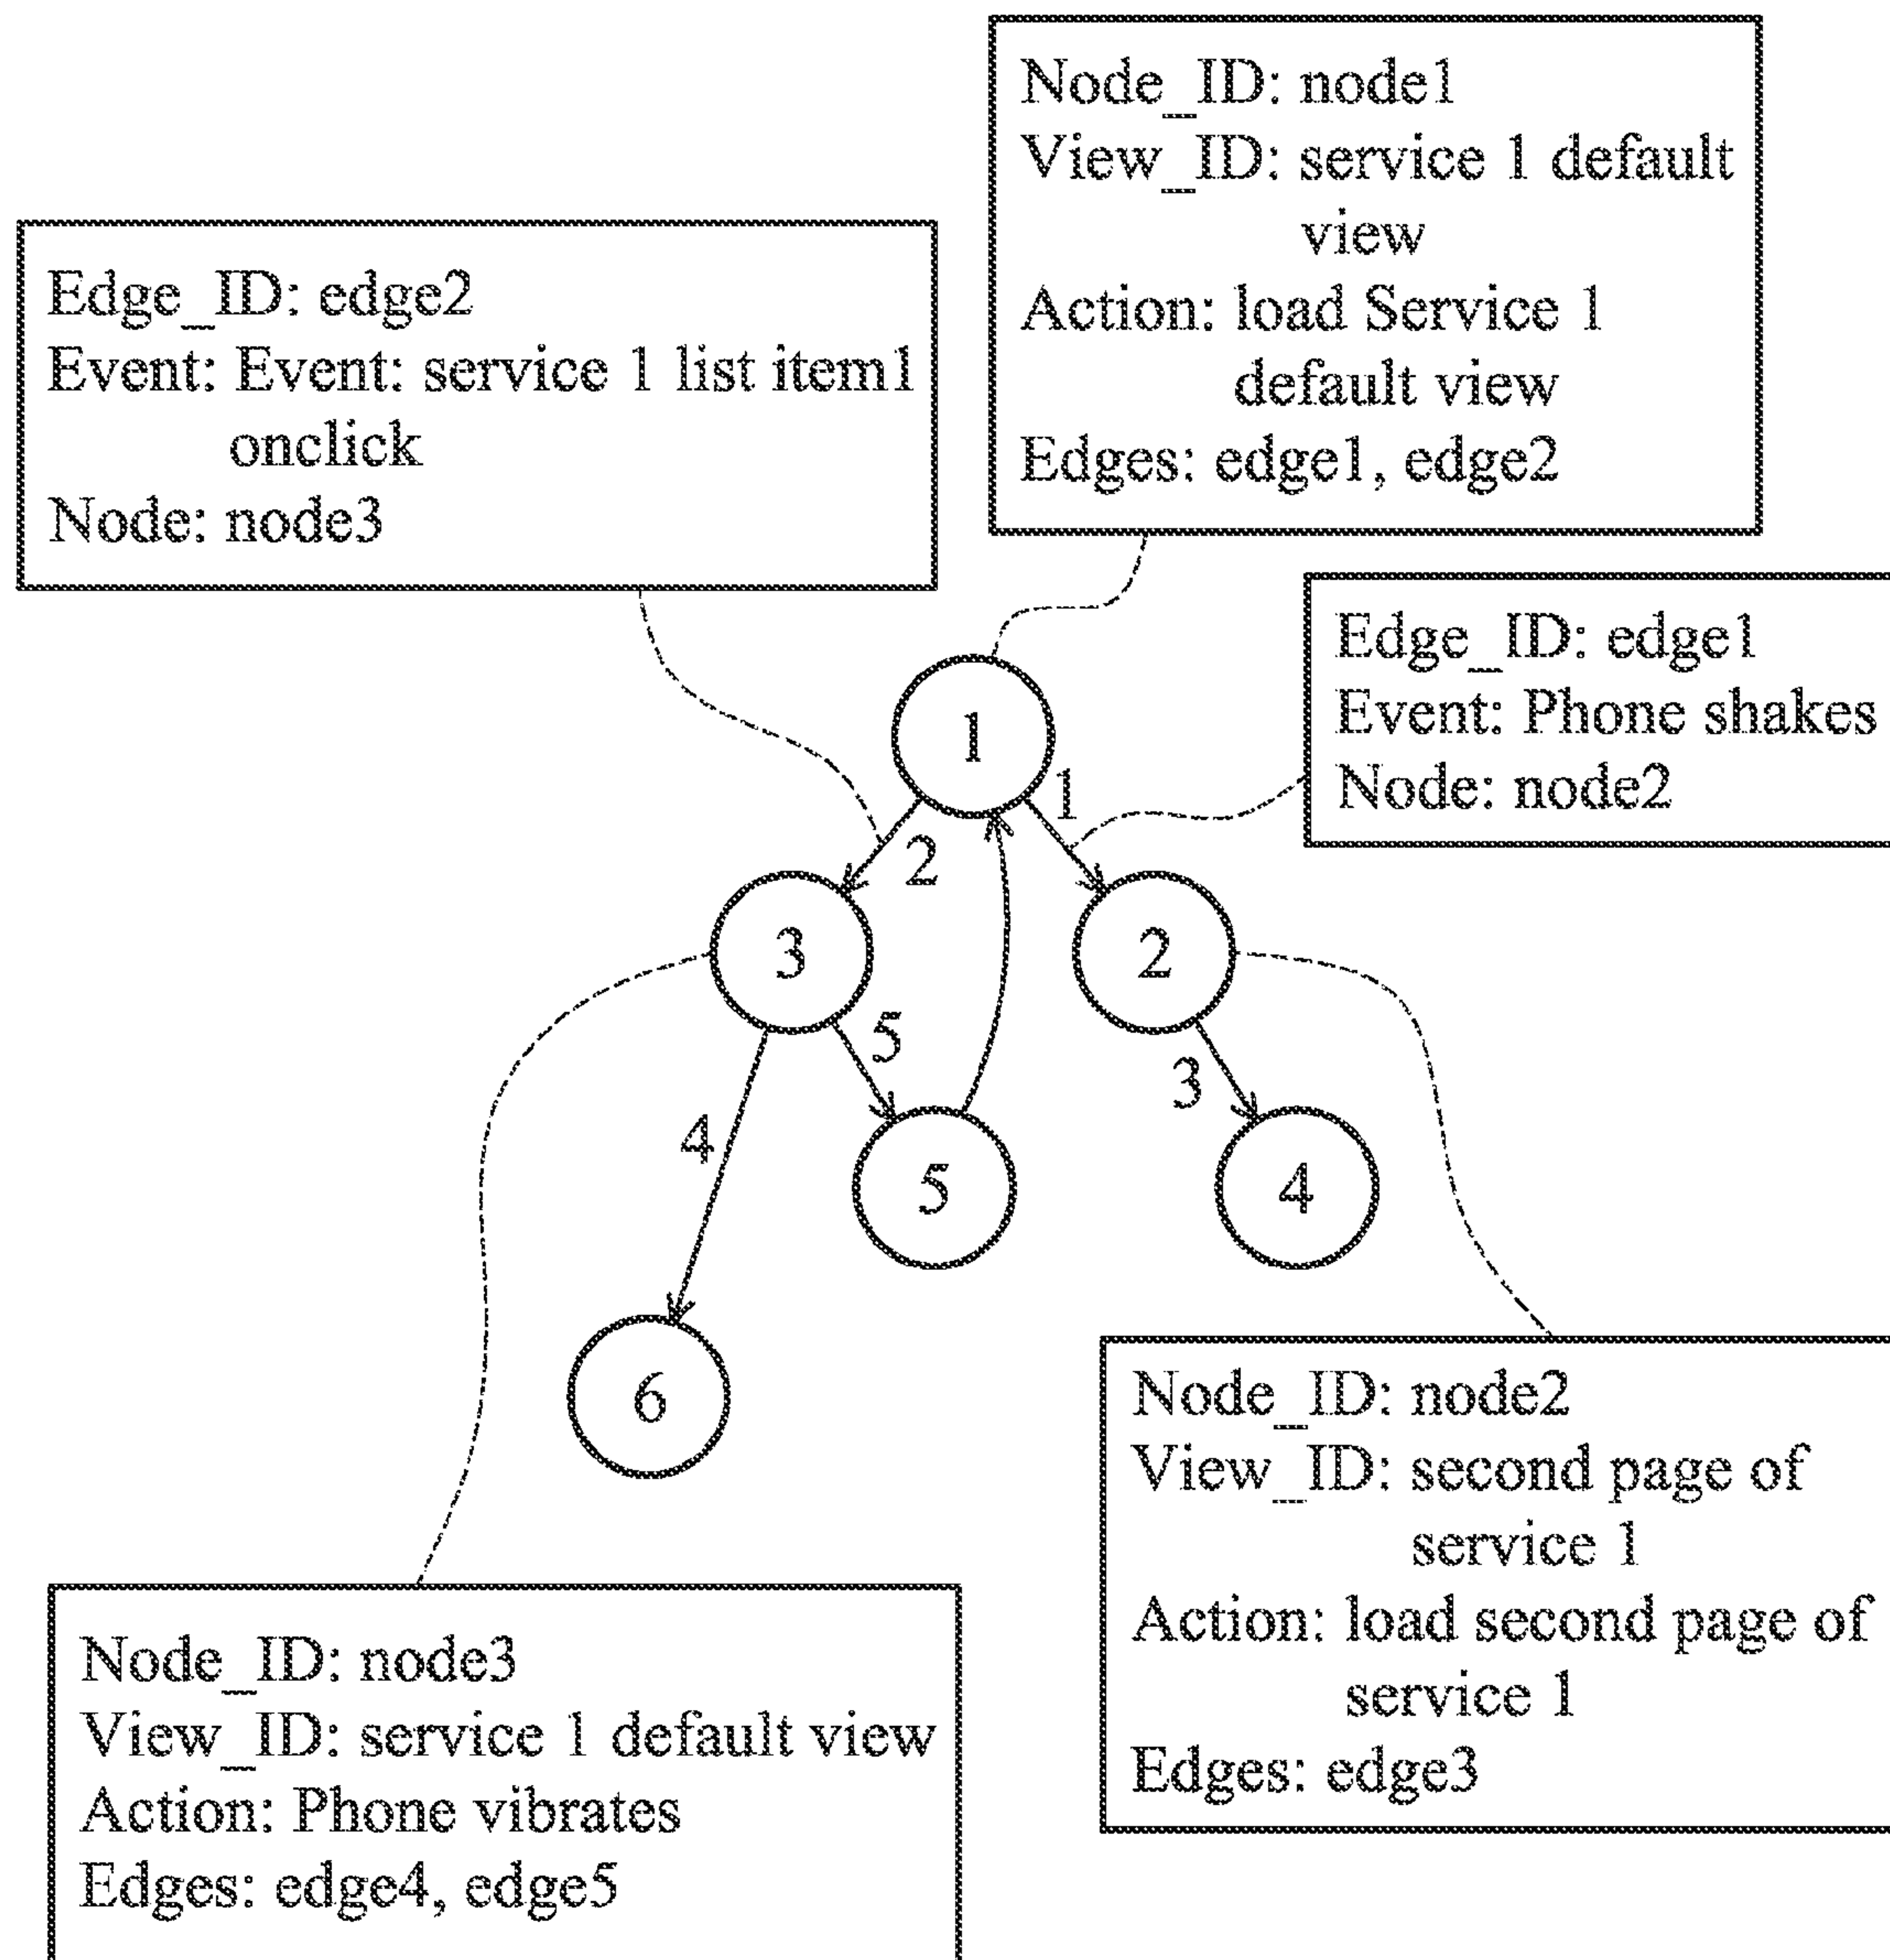 Node_ID: node1
View_ID: service 1 default
view
Action: load Service 1
default view
Edges: edge1, edge2
Edge_ID: edge2
Event: Event: service 1 list item1
onclick
Node: node3
Edge_ID: edge1
Event: Phone shakes
Node: node2
1
1
2
3
2
5
3
4
5
4
6
Node_ID: node2
View_ID: second page of
service 1
Action: load second page of
service 1
Edges: edge3
Node_ID: node3
View_ID: service 1 default view
Action: Phone vibrates
Edges: edge4, edge5